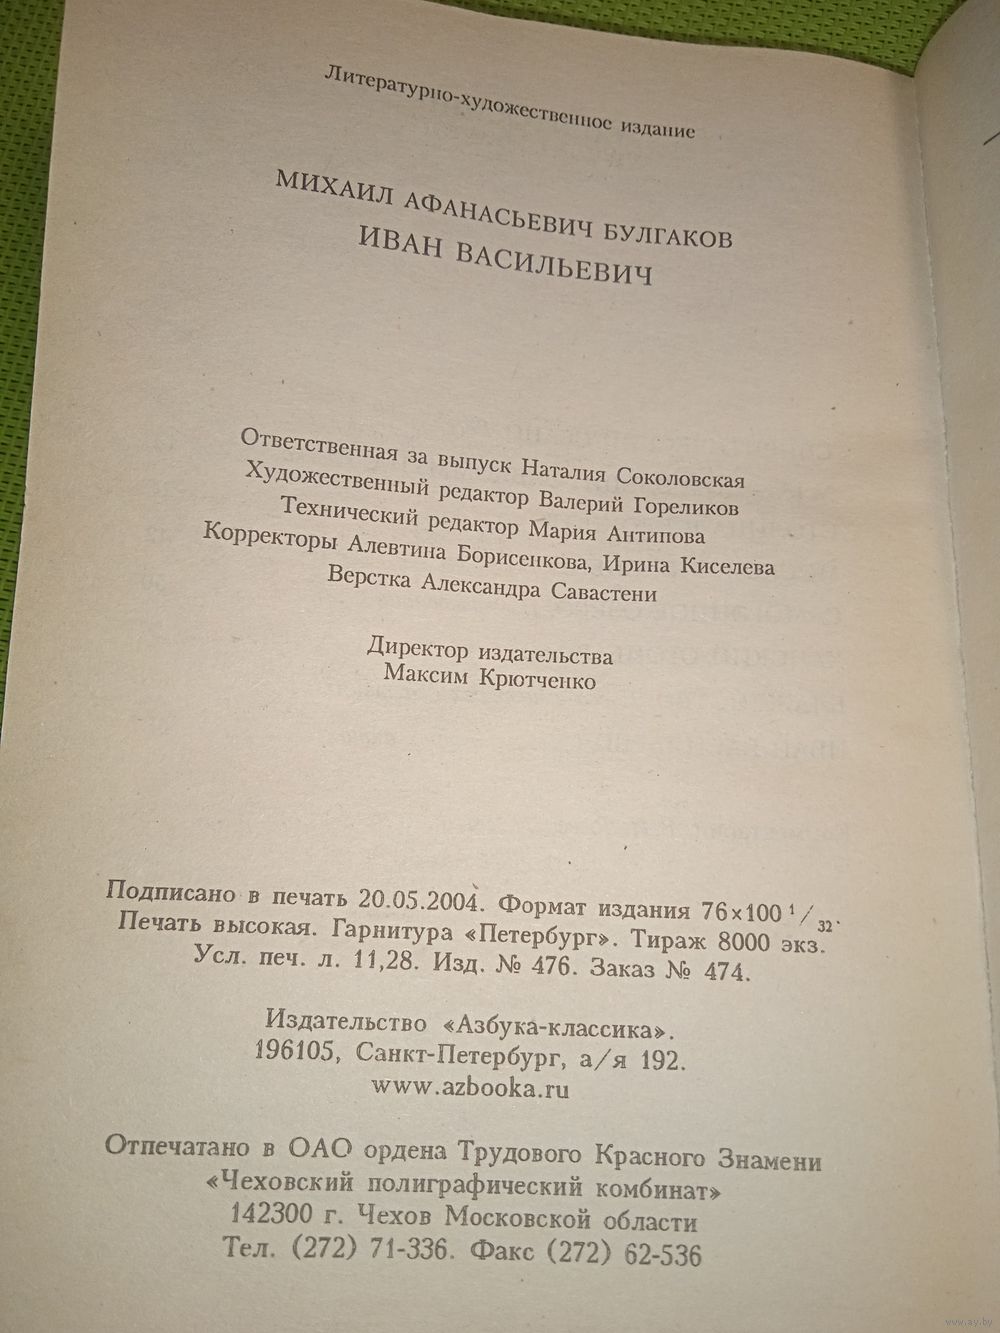 Литературно-художественное издание
МИХАИЛ АФАНАСЬЕВИЧ БУЛГАКОВ
ИВАН ВАСИЛЬЕВИЧ
Ответственная за выпуск Наталия Соколовская
Художественный редактор Валерий Гореликов
Технический редактор Мария Антипова
Корректоры Алевтина Борисенкова, Ирина Киселева
Верстка Александра Савастени
Директор издательства
Максим Крютченко
Подписано в печать 20.05.2004. Формат издания 76×100 1/32.
Печать высокая. Гарнитура «Петербург». Тираж 8000 экз.
Усл. печ. л. 11,28. Изд. № 476. Заказ № 474.
Издательство «Азбука-классика».
196105, Санкт-Петербург, а/я 192.
www.azbooka.ru
Отпечатано в ОАО ордена Трудового Красного Знамени
«Чеховский полиграфический комбинат»
142300 г. Чехов Московской области
Тел. (272) 71-336. Факс (272) 62-536
www.ay.by